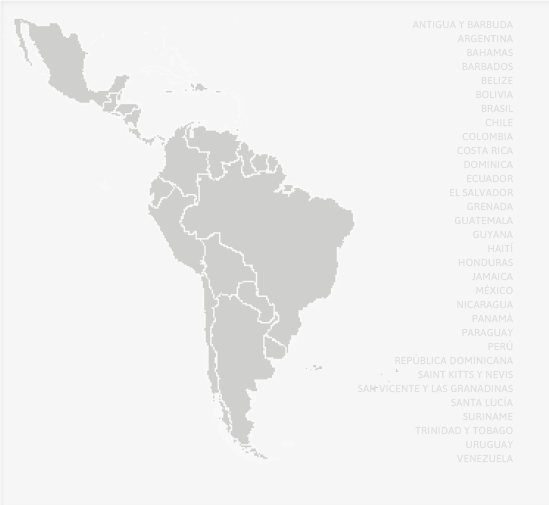 ANTIGUA Y BARBUDA
ARGENTINA
BAHAMAS
BARBADOS
BELIZE
BOLIVIA
BRASIL
CHILE
COLOMBIA
COSTA RICA
DOMINICA
ECUADOR
EL SALVADOR
GRENADA
GUATEMALA
GUYANA
HAITÍ
HONDURAS
JAMAICA
MÉXICO
NICARAGUA
PANAMÁ
PARAGUAY
PERÚ
REPÚBLICA DOMINICANA
SAINT KITTS Y NEVIS
SAN VICENTE Y LAS GRANADINAS
SANTA LUCÍA
SURINAME
TRINIDAD Y TOBAGO
URUGUAY
VENEZUELA